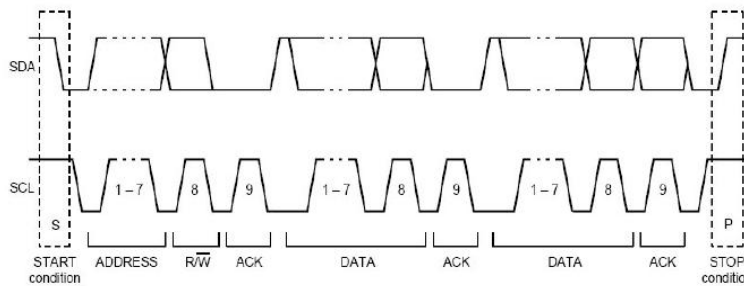 SDA
SCL
1 – 7 8 9 1 – 7 8 9 1 – 7 8 9
S P
START condition ADDRESS R/W̅ ACK DATA ACK DATA ACK STOP condition